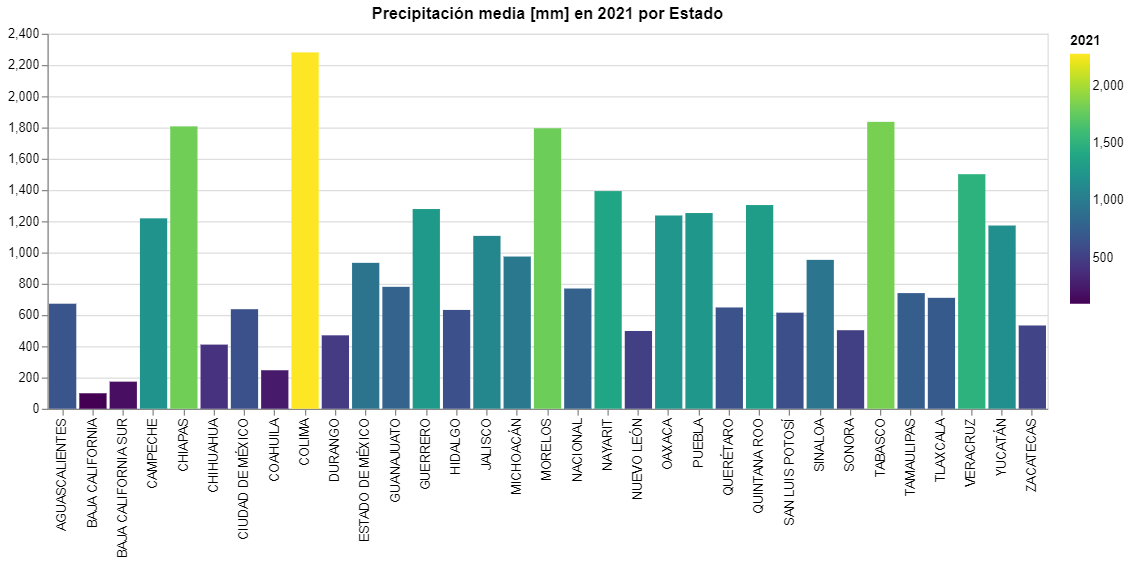 Precipitación media [mm] en 2021 por Estado
2,400
2,200
2,000
1,800
1,600
1,400
1,200
1,000
800
600
400
200
0
AGUASCALIENTES
BAJA CALIFORNIA
BAJA CALIFORNIA SUR
CAMPECHE
CHIAPAS
CHIHUAHUA
CIUDAD DE MÉXICO
COAHUILA
COLIMA
DURANGO
ESTADO DE MÉXICO
GUANAJUATO
GUERRERO
HIDALGO
JALISCO
MICHOACÁN
MORELOS
NACIONAL
NAYARIT
NUEVO LEÓN
OAXACA
PUEBLA
QUERÉTARO
QUINTANA ROO
SAN LUIS POTOSÍ
SINALOA
SONORA
TABASCO
TAMAULIPAS
TLAXCALA
VERACRUZ
YUCATÁN
ZACATECAS
2021
2,000
1,500
1,000
500